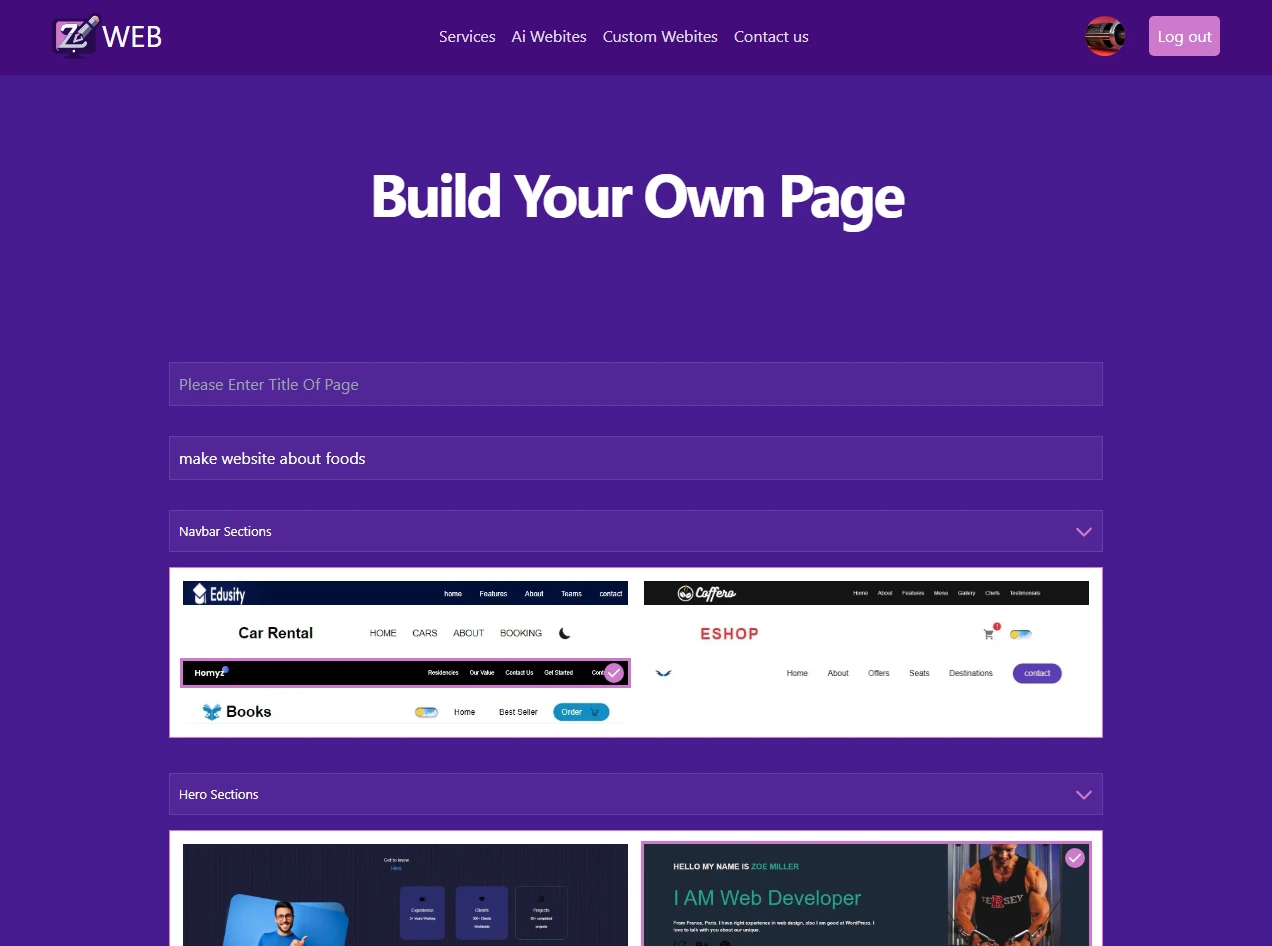 WEB
Services Ai Webites Custom Webites Contact us
Log out
Build Your Own Page
Please Enter Title Of Page
make website about foods
Navbar Sections
Edusity home Features About Teams contact
Coffero Home About Features Menu Gallery Chefs Testimonials
Car Rental HOME CARS ABOUT BOOKING
ESHOP
Homyz Residencies Our Value Contact Us Get Started
Home About Offers Seats Destinations contact
Books Home Best Seller Order
Hero Sections
Get to know
Hero
Experience Clients Projects
HELLO MY NAME IS ZOE MILLER
I AM Web Developer
From France, Paris. I have right experience in web design, also I am good at WordPress. I
love to talk with you about our unique.